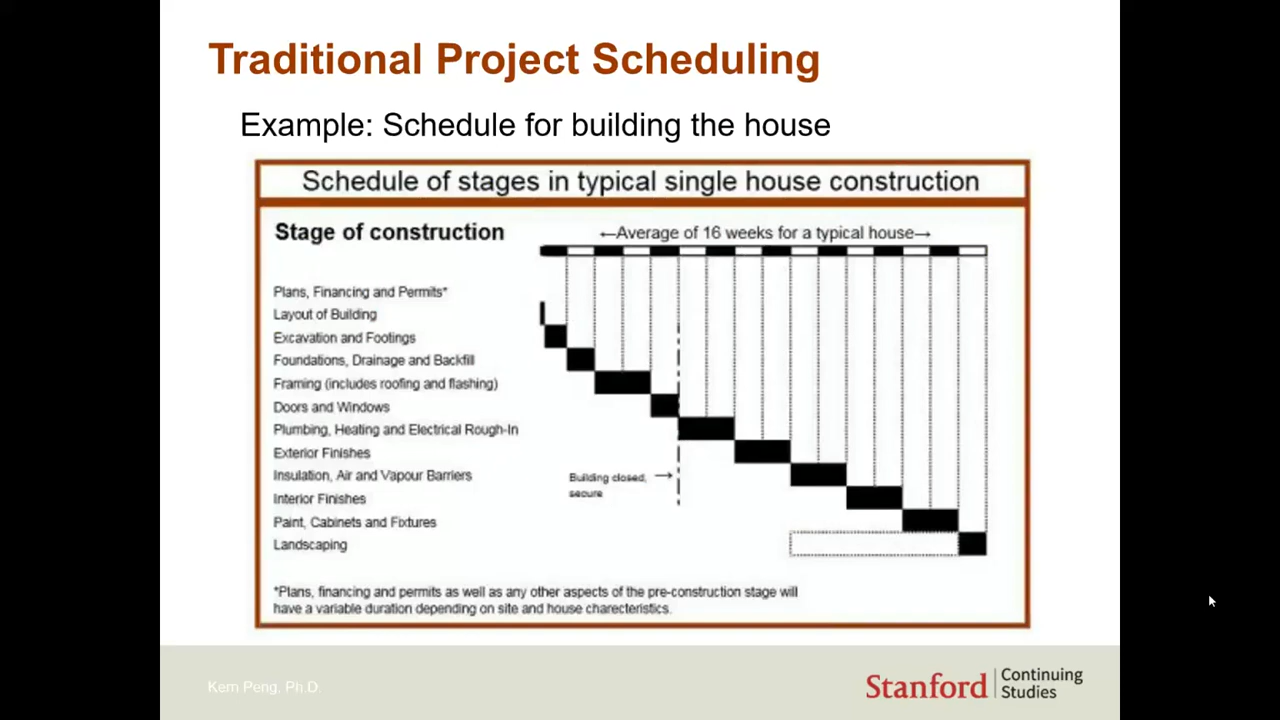 Traditional Project Scheduling
Example: Schedule for building the house
Schedule of stages in typical single house construction
Stage of construction
←Average of 16 weeks for a typical house→
Plans, Financing and Permits*
Layout of Building
Excavation and Footings
Foundations, Drainage and Backfill
Framing (includes roofing and flashing)
Doors and Windows
Plumbing, Heating and Electrical Rough-In
Exterior Finishes
Insulation, Air and Vapour Barriers
Building closed, →
secure
Interior Finishes
Paint, Cabinets and Fixtures
Landscaping
*Plans, financing and permits as well as any other aspects of the pre-construction stage will
have a variable duration depending on site and house charecteristics.
Kem Peng, Ph.D.
Stanford
Continuing
Studies